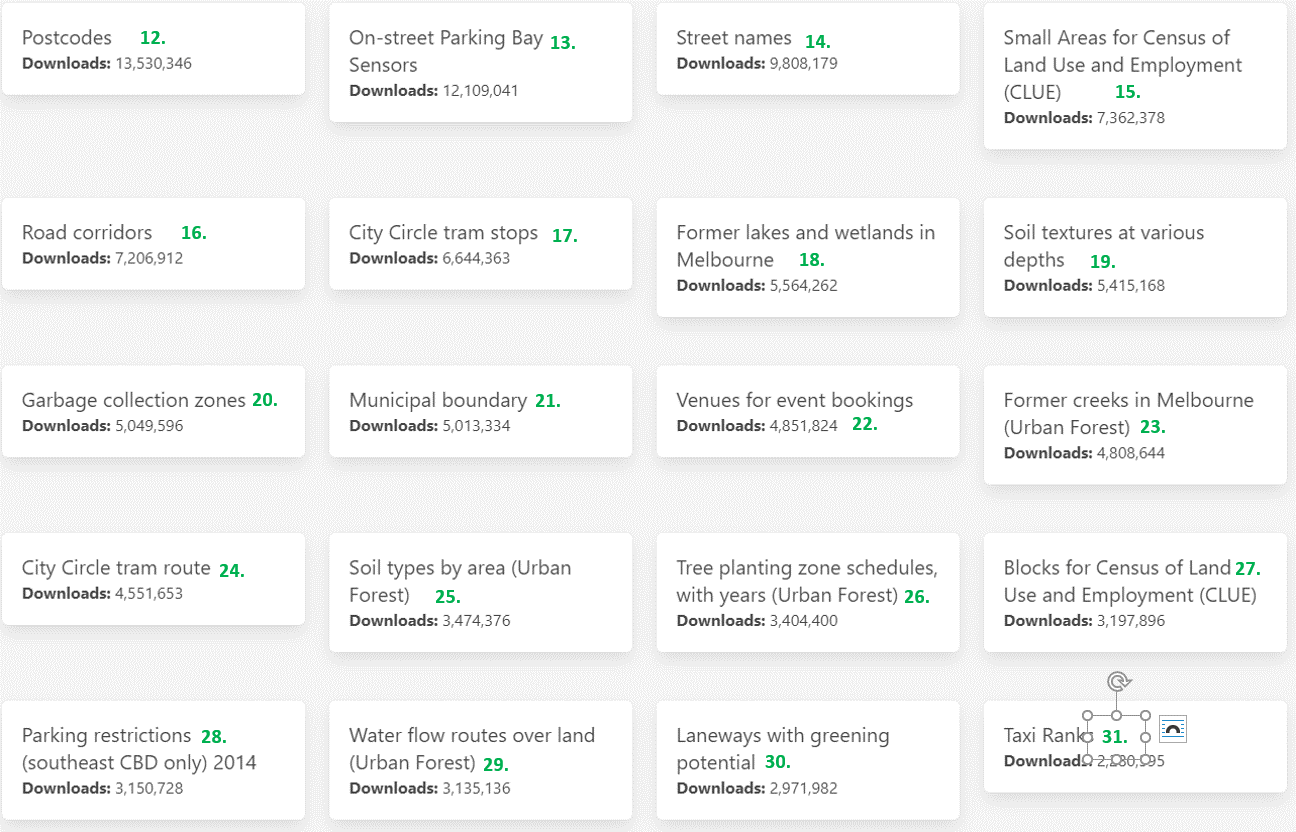 Postcodes 12.
Downloads: 13,530,346
On-street Parking Bay 13.
Sensors
Downloads: 12,109,041
Street names 14.
Downloads: 9,808,179
Small Areas for Census of
Land Use and Employment
(CLUE) 15.
Downloads: 7,362,378
Road corridors 16.
Downloads: 7,206,912
City Circle tram stops 17.
Downloads: 6,644,363
Former lakes and wetlands in
Melbourne 18.
Downloads: 5,564,262
Soil textures at various
depths 19.
Downloads: 5,415,168
Garbage collection zones 20.
Downloads: 5,049,596
Municipal boundary 21.
Downloads: 5,013,334
Venues for event bookings
Downloads: 4,851,824 22.
Former creeks in Melbourne
(Urban Forest) 23.
Downloads: 4,808,644
City Circle tram route 24.
Downloads: 4,551,653
Soil types by area (Urban
Forest) 25.
Downloads: 3,474,376
Tree planting zone schedules,
with years (Urban Forest) 26.
Downloads: 3,404,400
Blocks for Census of Land 27.
Use and Employment (CLUE)
Downloads: 3,197,896
Parking restrictions 28.
(southeast CBD only) 2014
Downloads: 3,150,728
Water flow routes over land
(Urban Forest) 29.
Downloads: 3,135,136
Laneways with greening
potential 30.
Downloads: 2,971,982
Taxi Ranks 31.
Downloads: